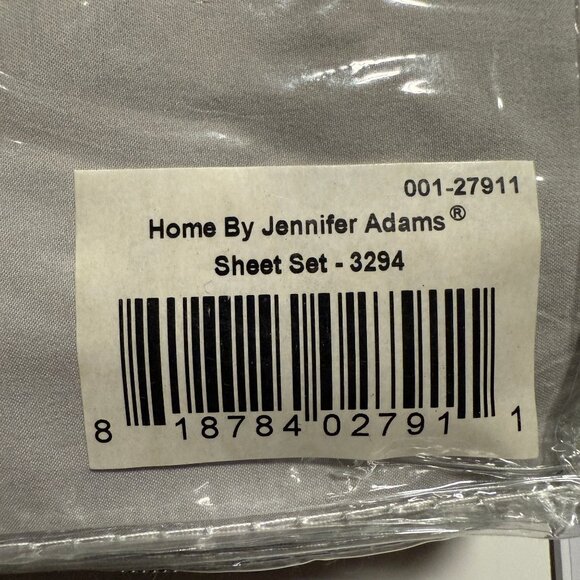 001-27911
Home By Jennifer Adams®
Sheet Set - 3294
8 18784 02791 1